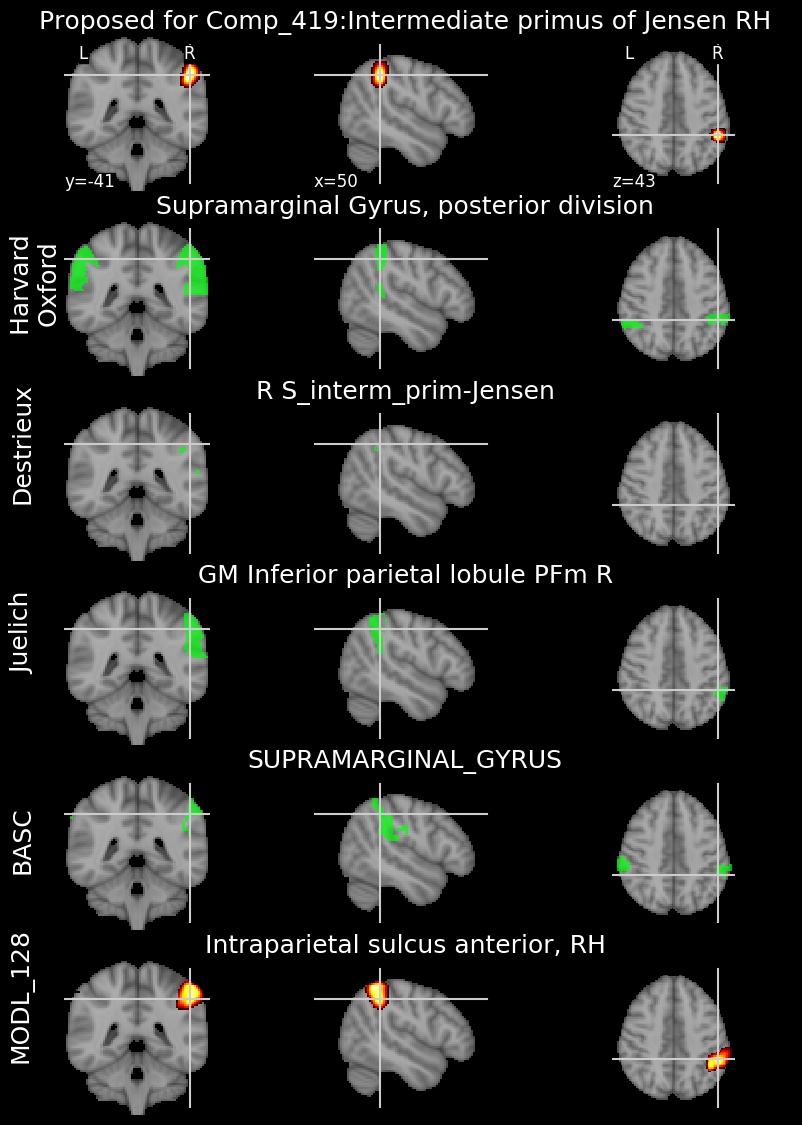 Proposed for Comp_419:Intermediate primus of Jensen RH
L R L R
y=-41 x=50 z=43
Supramarginal Gyrus, posterior division
Harvard
Oxford
R S_interm_prim-Jensen
Destrieux
GM Inferior parietal lobule PFm R
Juelich
SUPRAMARGINAL_GYRUS
BASC
Intraparietal sulcus anterior, RH
MODL_128